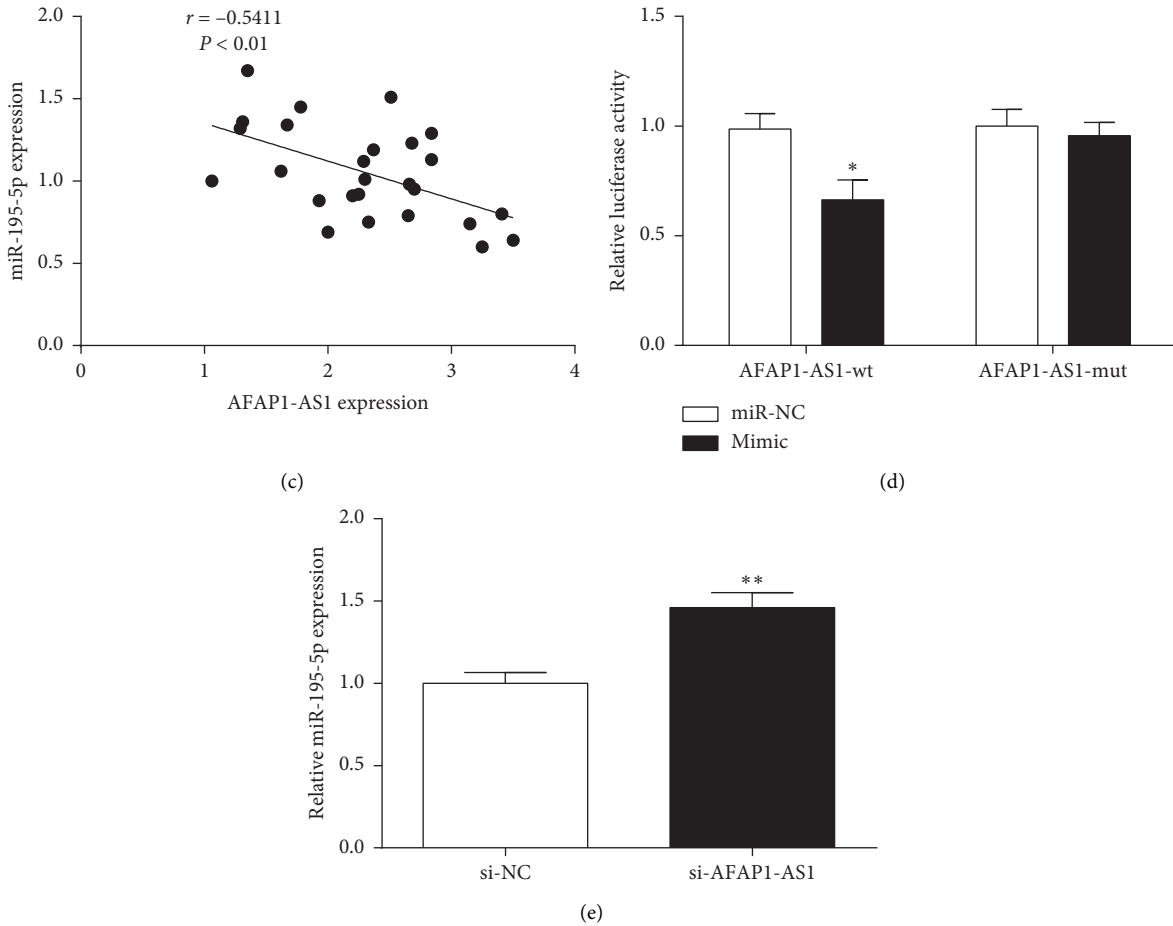 r = –0.5411
P < 0.01
2.0
1.5
1.0
0.5
0.0
miR-195-5p expression
0
1
2
3
4
AFAP1-AS1 expression
(c)
1.5
1.0
0.5
0.0
Relative luciferase activity
*
AFAP1-AS1-wt
AFAP1-AS1-mut
miR-NC
Mimic
(d)
2.0
1.5
1.0
0.5
0.0
Relative miR-195-5p expression
**
si-NC
si-AFAP1-AS1
(e)